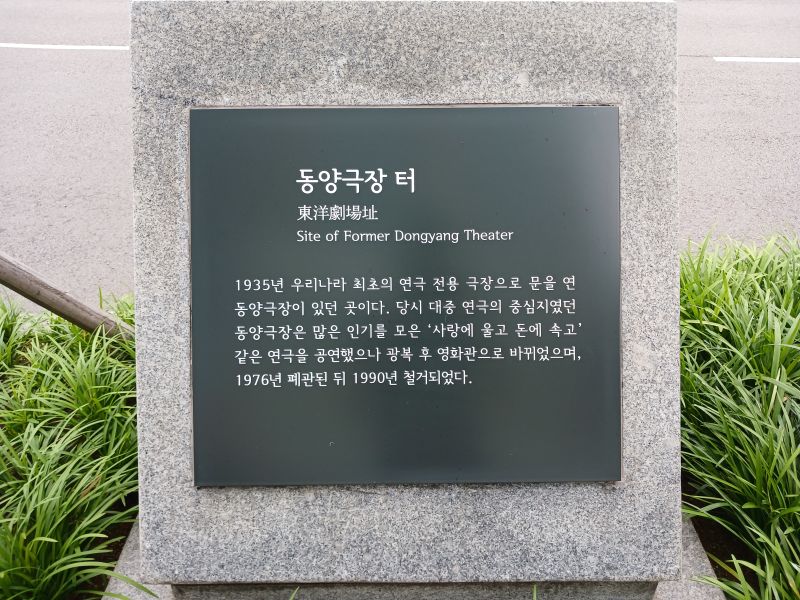 동양극장 터
東洋劇場址
Site of Former Dongyang Theater
1935년 우리나라 최초의 연극 전용 극장으로 문을 연
동양극장이 있던 곳이다. 당시 대중 연극의 중심지였던
동양극장은 많은 인기를 모은 ‘사랑에 울고 돈에 속고’
같은 연극을 공연했으나 광복 후 영화관으로 바뀌었으며,
1976년 폐관된 뒤 1990년 철거되었다.